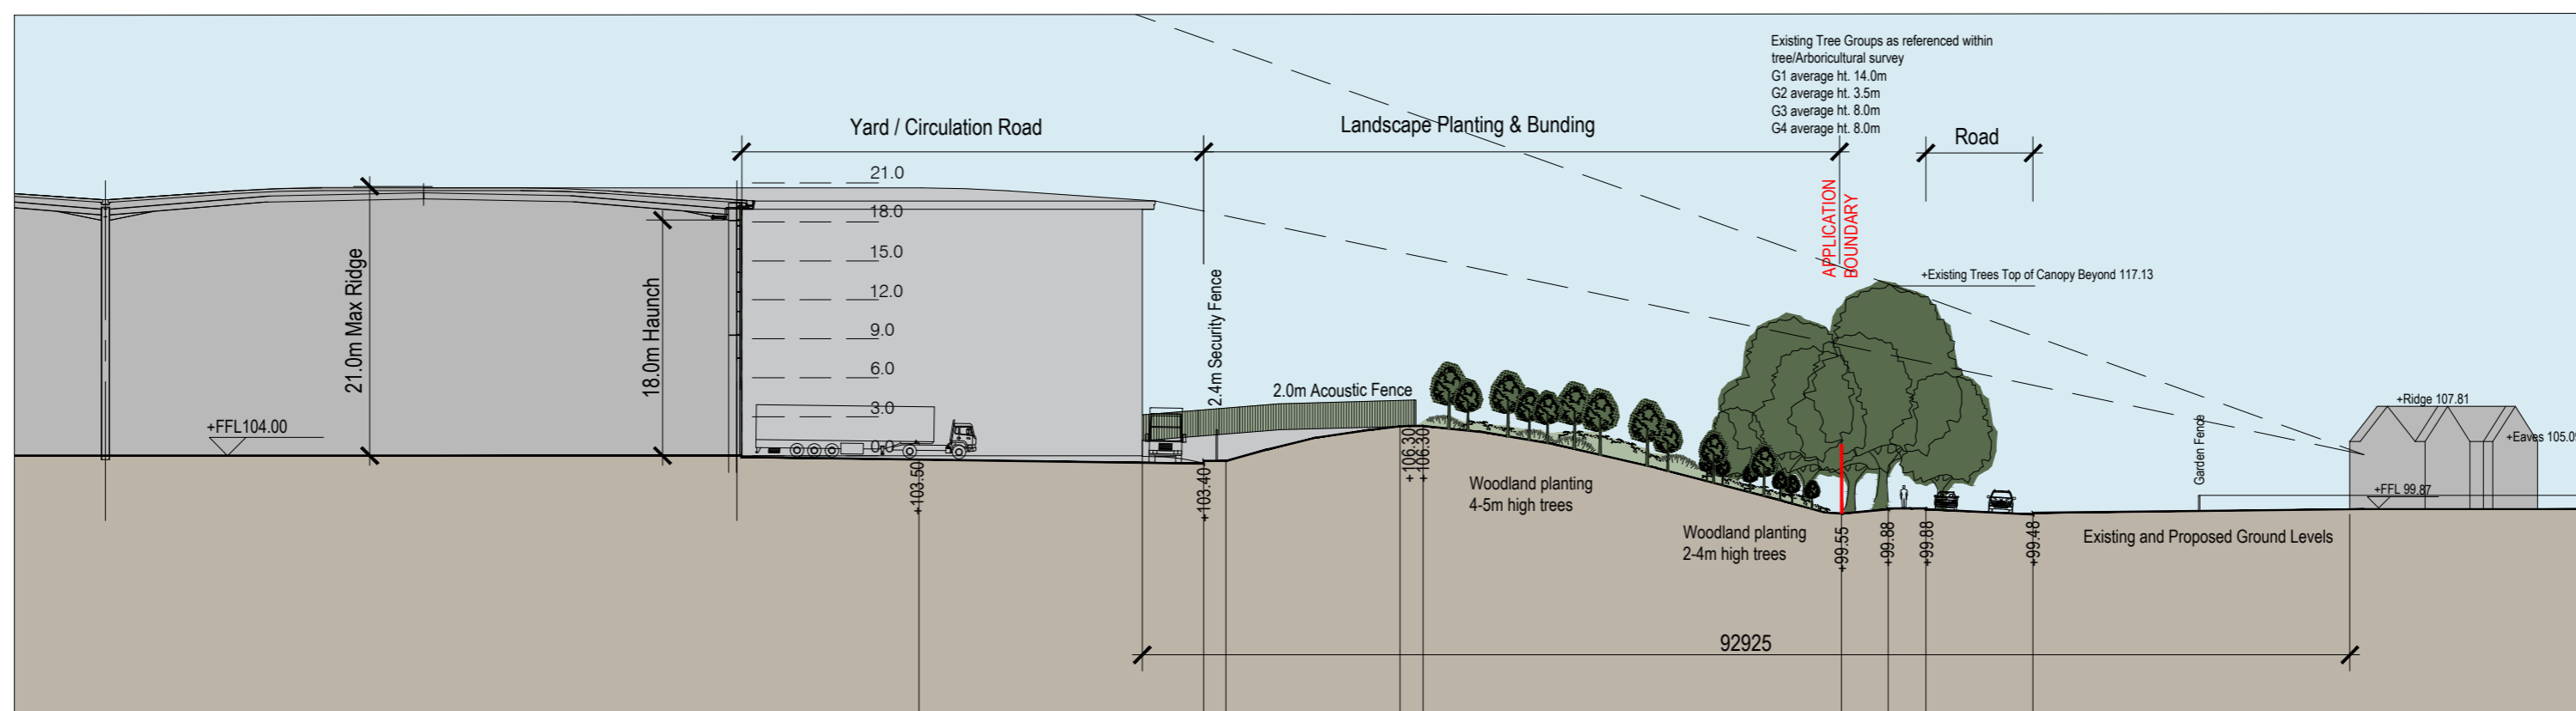 Existing Tree Groups as referenced within
tree/Arboricultural survey
G1 average ht. 14.0m
G2 average ht. 3.5m
G3 average ht. 8.0m
G4 average ht. 8.0m
Yard / Circulation Road
Landscape Planting & Bunding
Road
21.0
18.0
15.0
12.0
9.0
6.0
3.0
0.0
21.0m Max Ridge
18.0m Haunch
+FFL104.00
2.4m Security Fence
2.0m Acoustic Fence
APPLICATION
BOUNDARY
+Existing Trees Top of Canopy Beyond 117.13
+Ridge 107.81
+Eaves 105.09
Garden Fence
+FFL 99.87
+103.50
+103.40
+106.30
+106.30
Woodland planting
4-5m high trees
Woodland planting
2-4m high trees
+99.55
+99.88
+99.88
+99.48
Existing and Proposed Ground Levels
92925